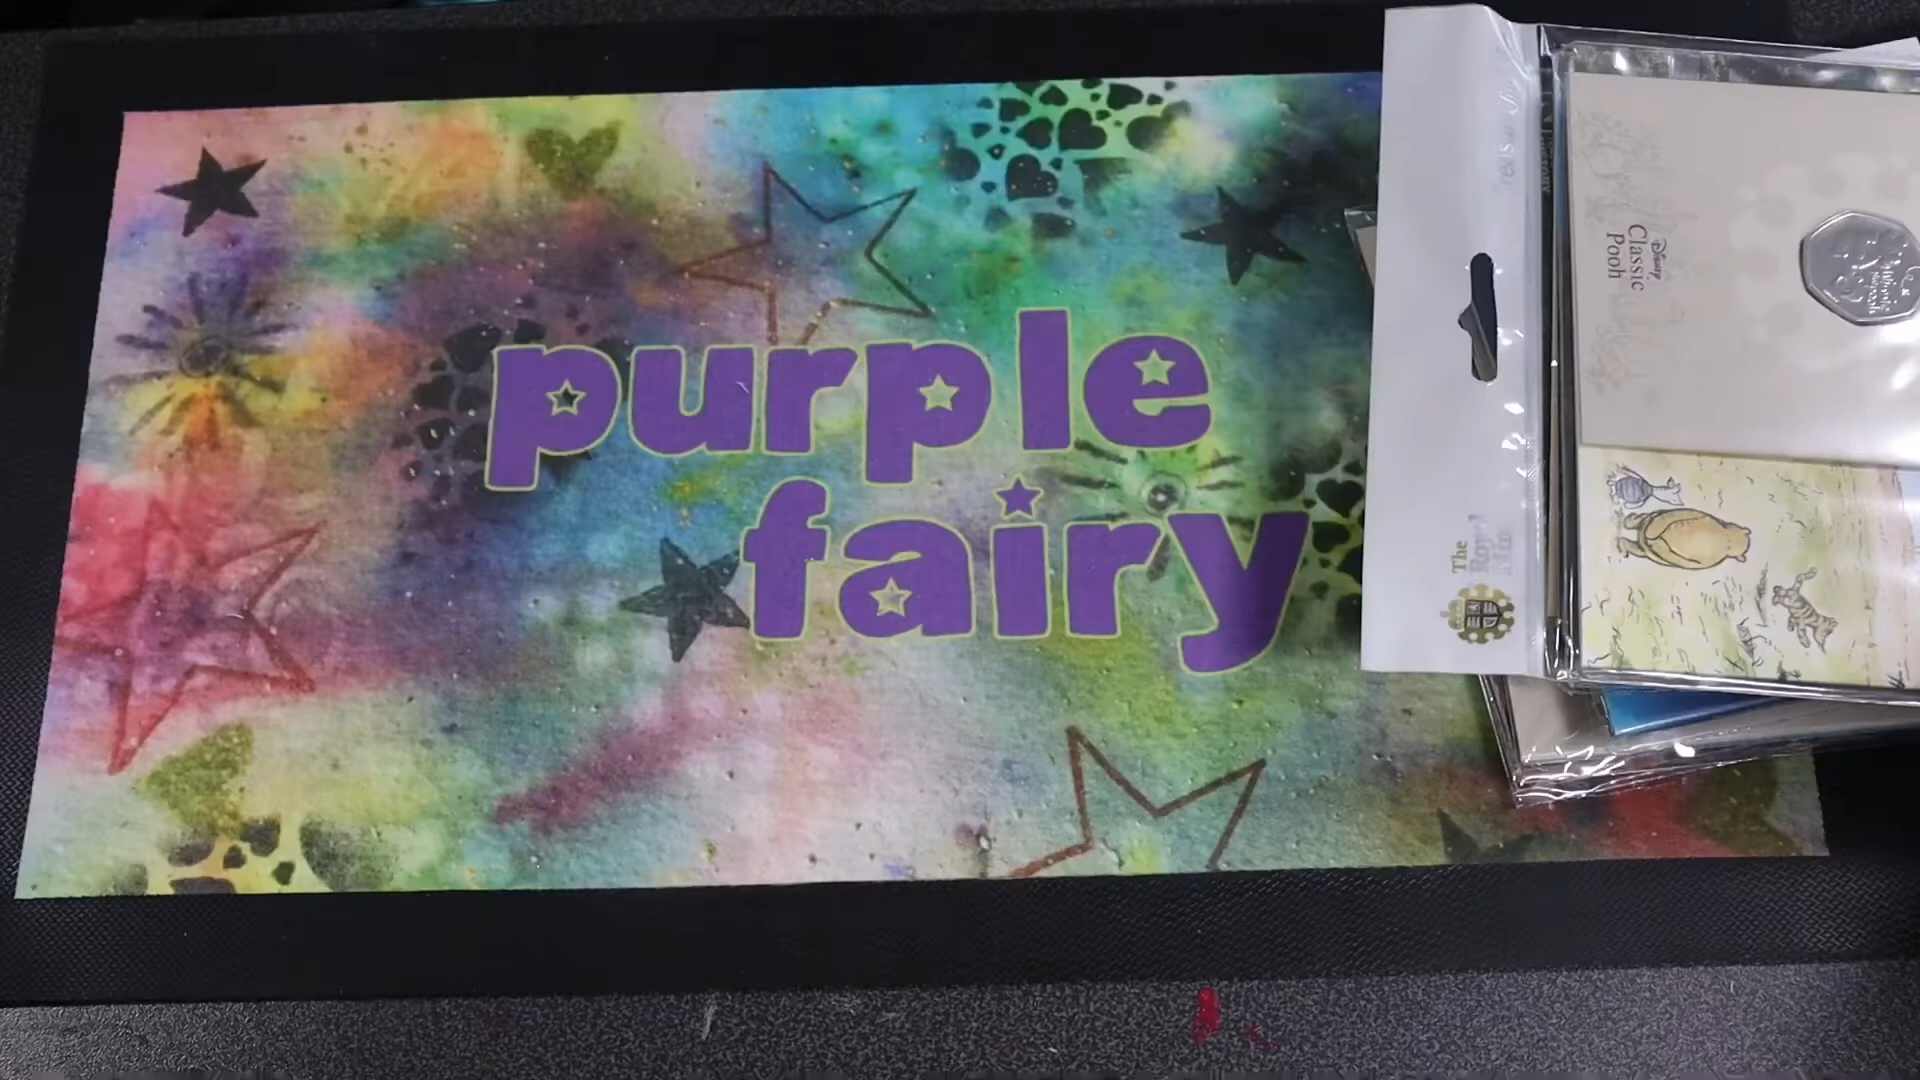 purple
fairy
Disney
Classic
Pooh
The
Royal
Mint